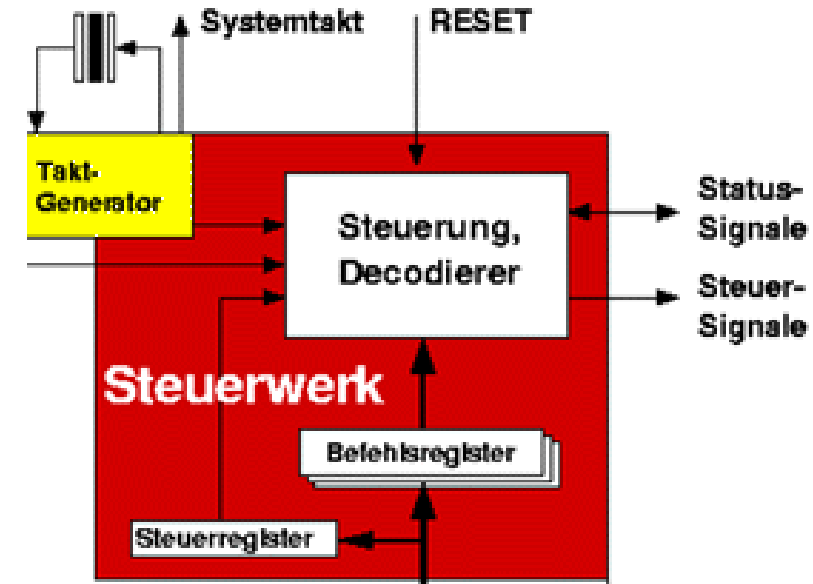 Systemtakt
RESET
Takt-
Generator
Steuerung,
Decodierer
Status-
Signale
Steuer-
Signale
Steuerwerk
Befehlsregister
Steuerregister